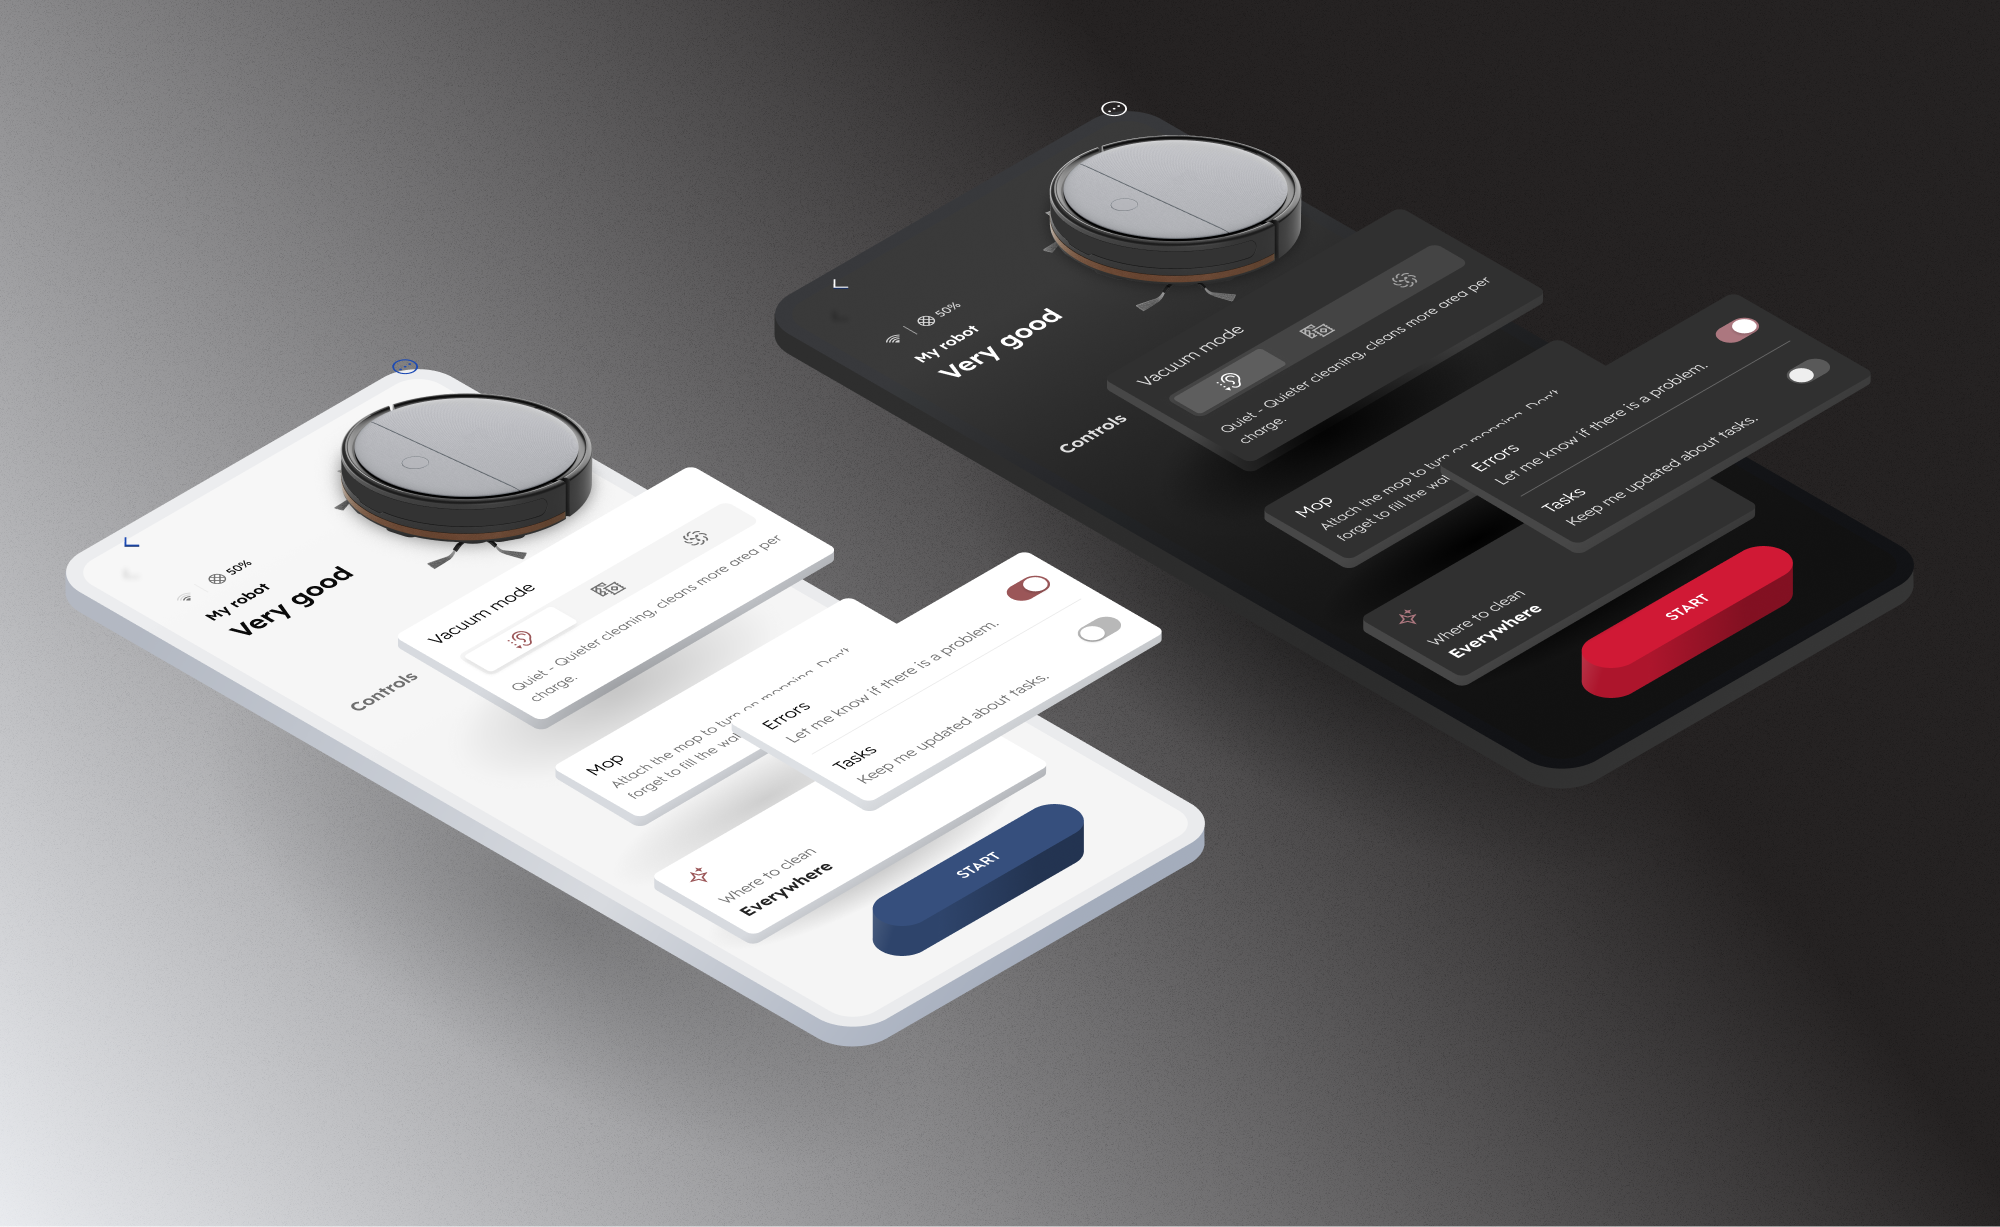 50%
My robot
Very good
Controls
Vacuum mode
Quiet - Quieter cleaning, cleans more area per
charge.
Mop
Attach the mop to turn on mopping. Don't
forget to fill the
Errors
Let me know if there is a problem.
Tasks
Keep me updated about tasks.
Where to clean
Everywhere
START
50%
My robot
Very good
Controls
Vacuum mode
Quiet - Quieter cleaning, cleans more area per
charge.
Mop
Attach the mop to turn on mopping. Don't
forget to fill the
Errors
Let me know if there is a problem.
Tasks
Keep me updated about tasks.
Where to clean
Everywhere
START